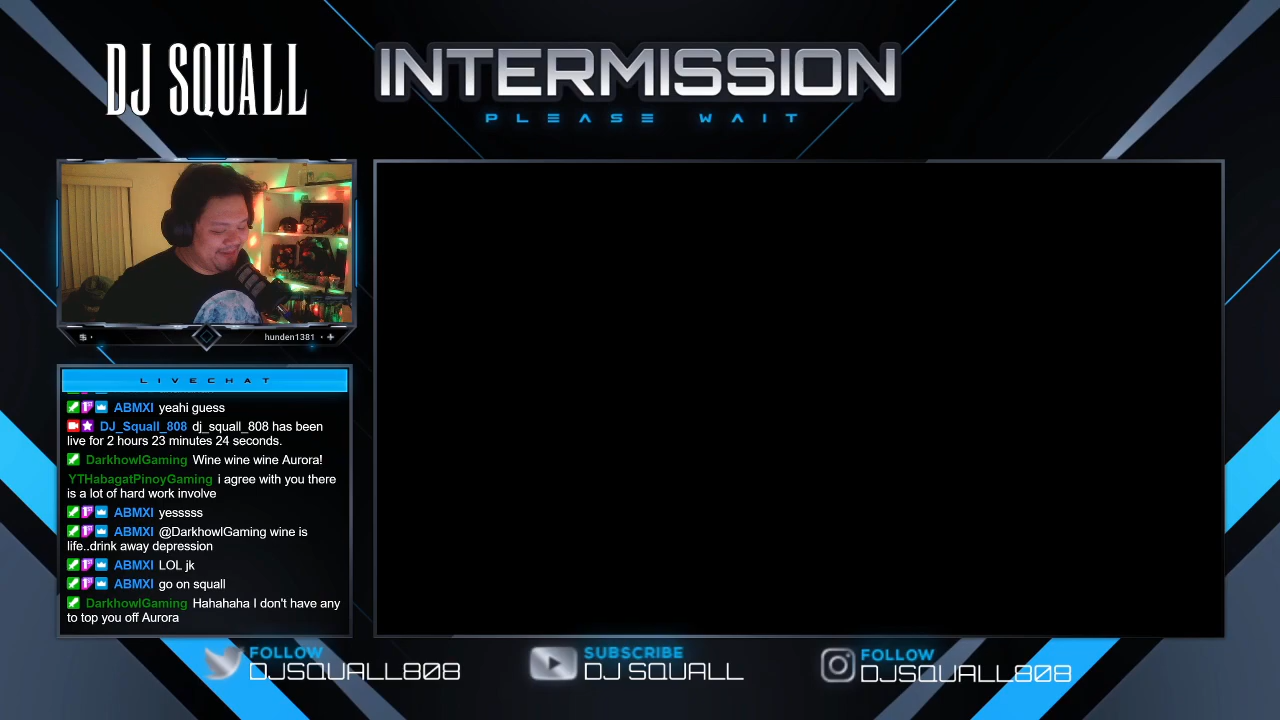 DJ SQUALL
INTERMISSION
PLEASE WAIT
hunden1381
LIVECHAT
ABMXI yeahi guess
DJ_Squall_808 dj_squall_808 has been
live for 2 hours 23 minutes 24 seconds.
DarkhowlGaming Wine wine wine Aurora!
YTHabagatPinoyGaming i agree with you there
is a lot of hard work involve
ABMXI yesssss
ABMXI @DarkhowlGaming wine is
life..drink away depression
ABMXI LOL jk
ABMXI go on squall
DarkhowlGaming Hahahaha I don't have any
to top you off Aurora
FOLLOW
DJSQUALL808
SUBSCRIBE
DJ SQUALL
FOLLOW
DJSQUALL808